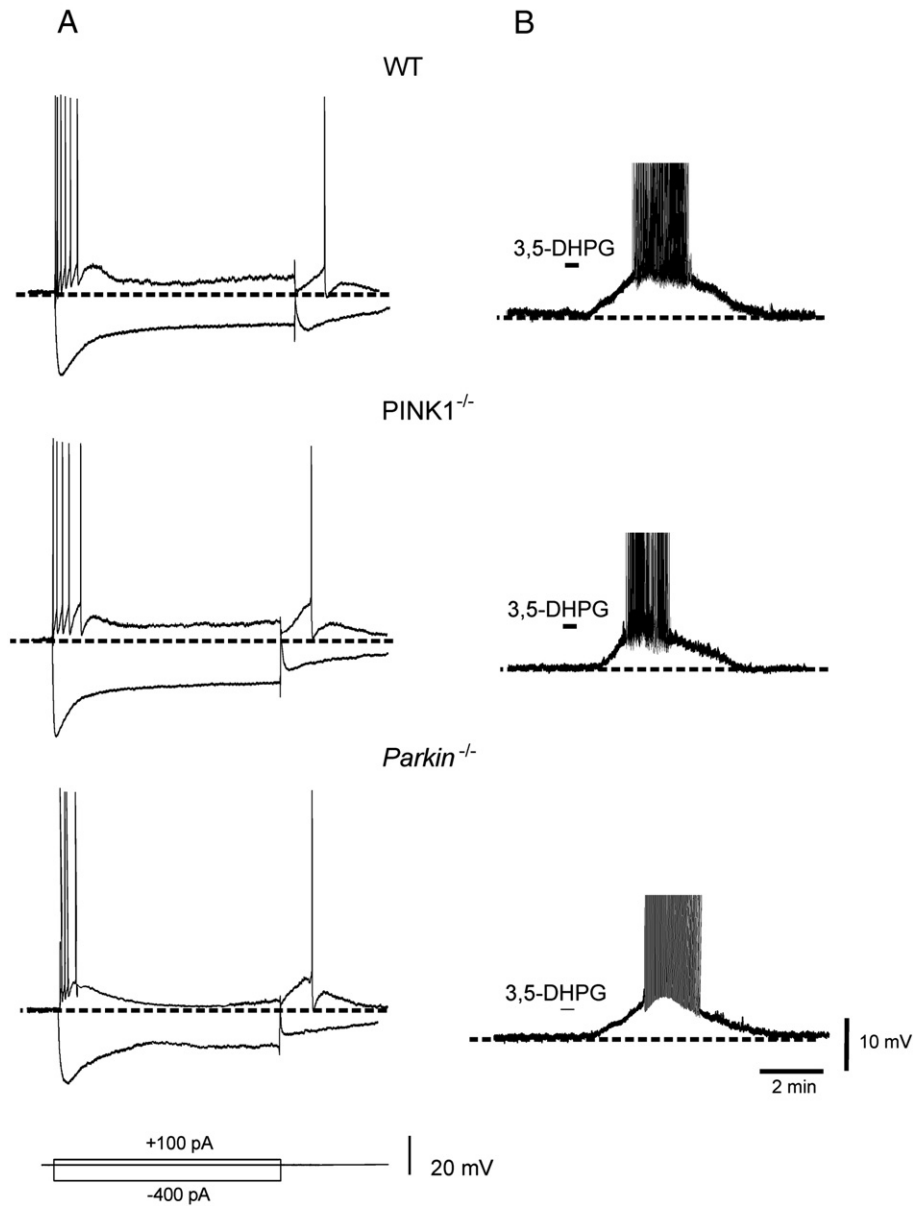 A
B
WT
3,5-DHPG
PINK1-/-
3,5-DHPG
Parkin-/-
3,5-DHPG
10 mV
2 min
+100 pA
20 mV
-400 pA